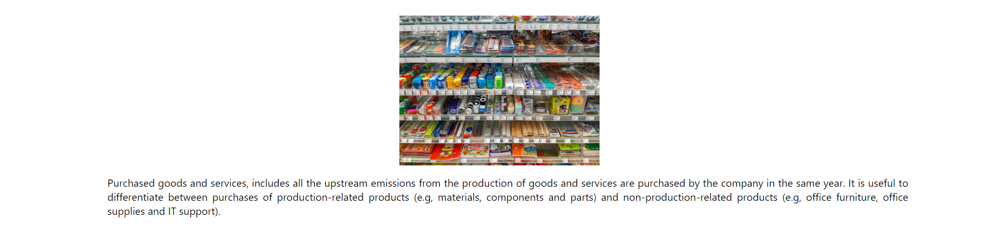 Purchased goods and services, includes all the upstream emissions from the production of goods and services are purchased by the company in the same year. It is useful to
differentiate between purchases of production-related products (e.g, materials, components and parts) and non-production-related products (e.g, office furniture, office
supplies and IT support).